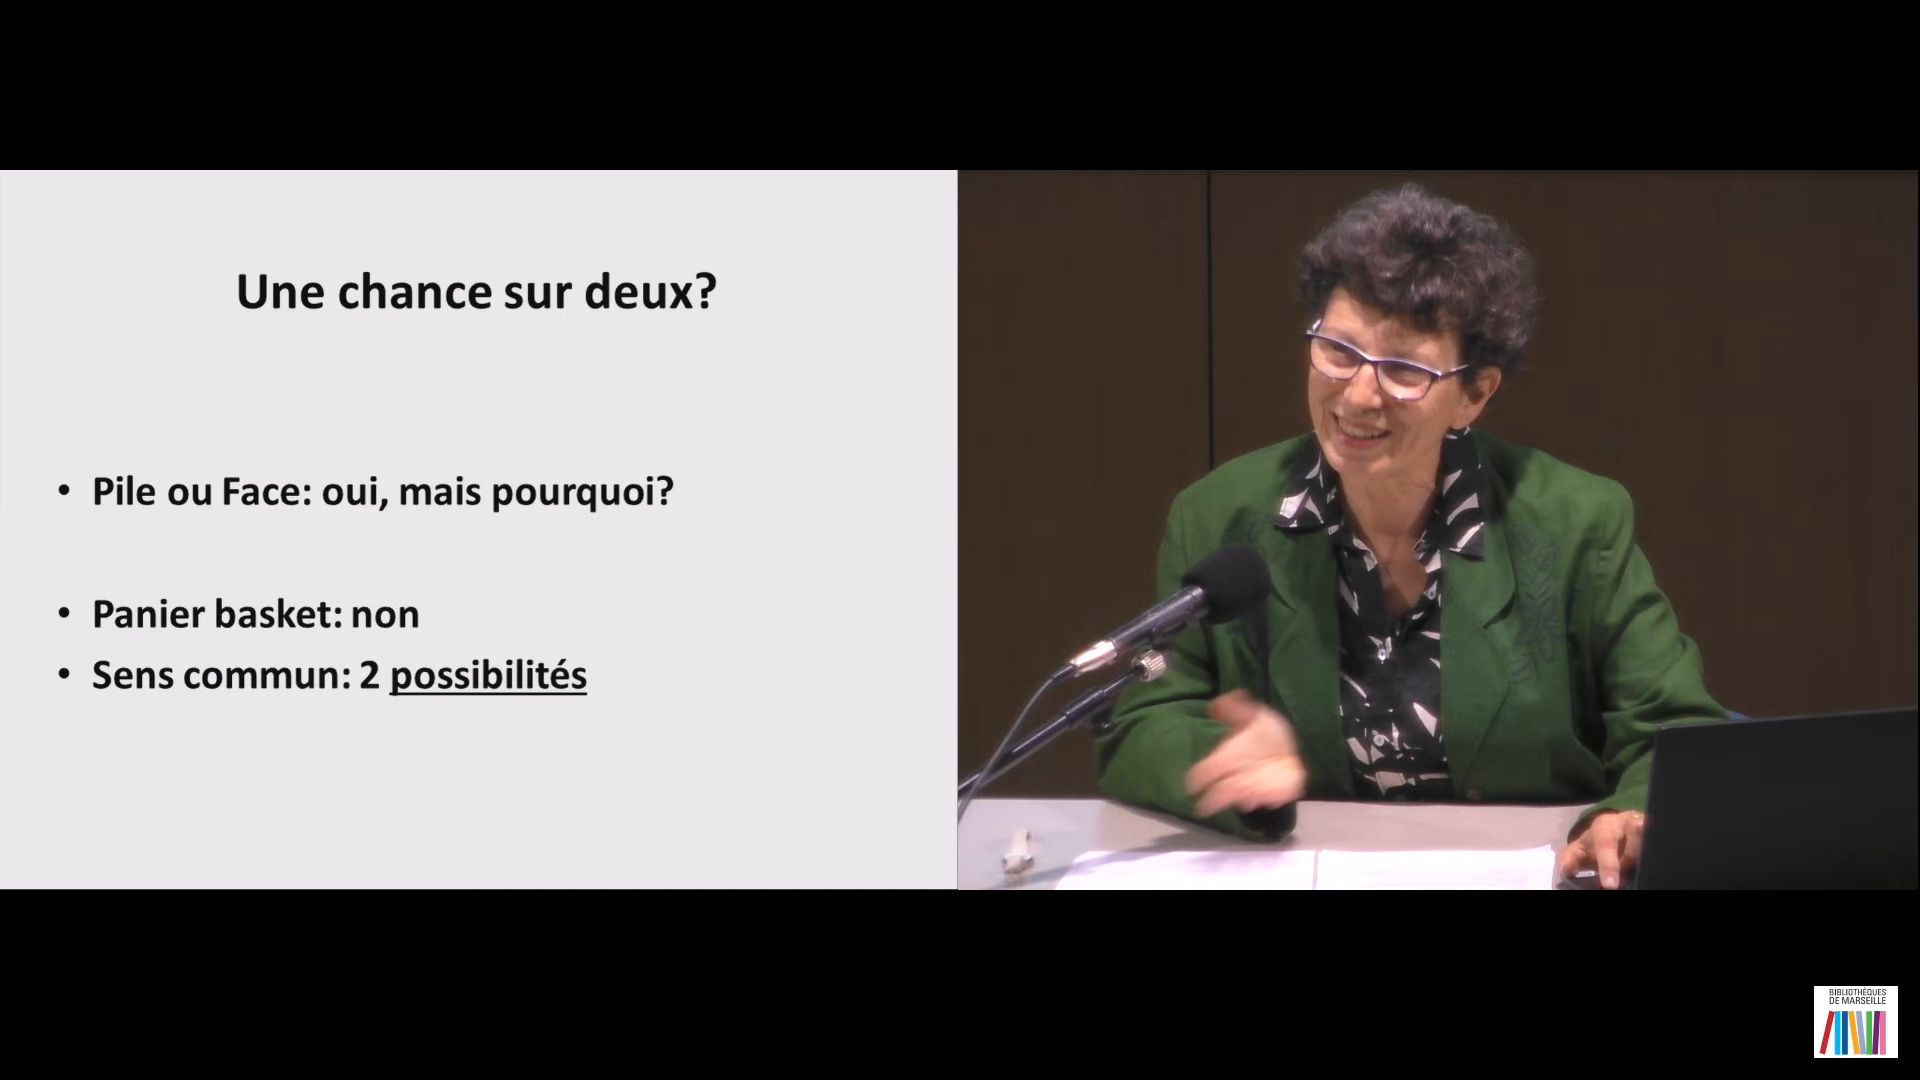 Une chance sur deux?
• Pile ou Face: oui, mais pourquoi?
• Panier basket: non
• Sens commun: 2 possibilités
BIBLIOTHÈQUES
DE MARSEILLE